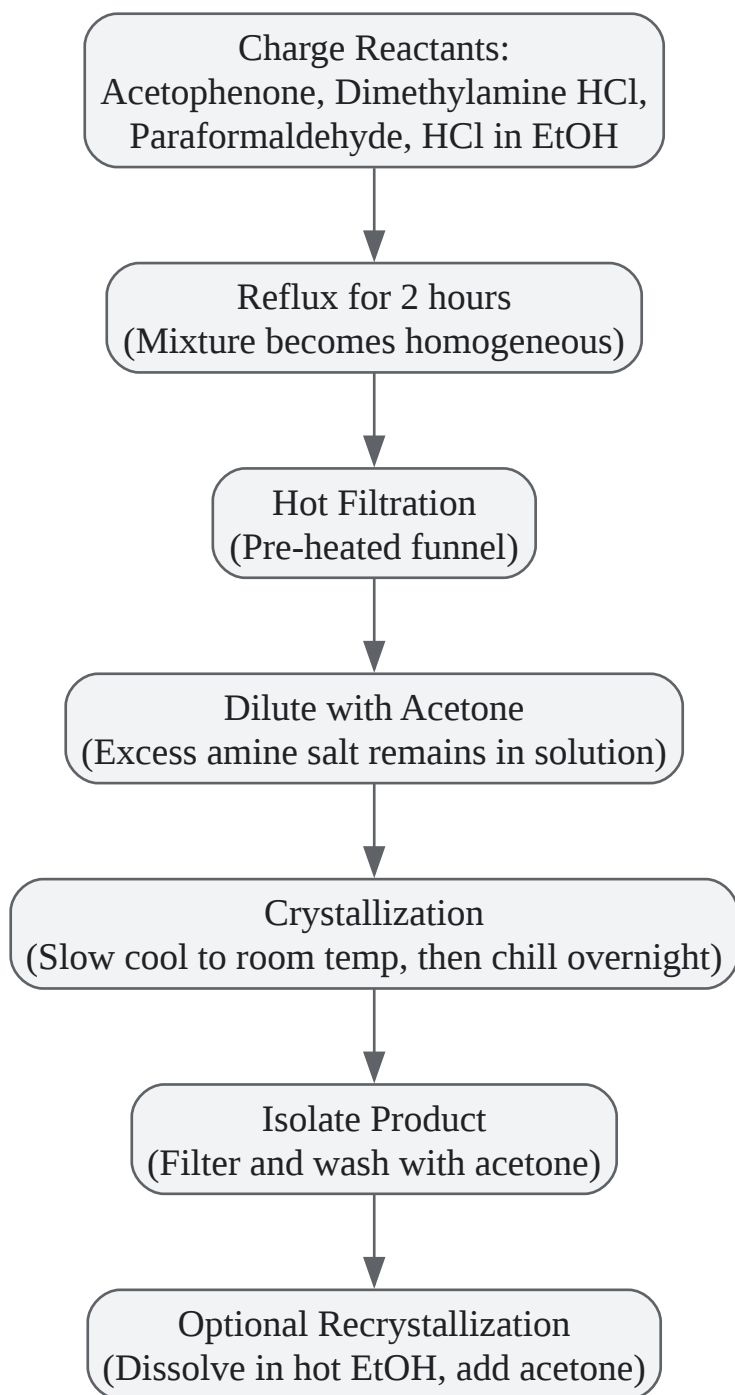 Charge Reactants:
Acetophenone, Dimethylamine HCl,
Paraformaldehyde, HCl in EtOH
Reflux for 2 hours
(Mixture becomes homogeneous)
Hot Filtration
(Pre-heated funnel)
Dilute with Acetone
(Excess amine salt remains in solution)
Crystallization
(Slow cool to room temp, then chill overnight)
Isolate Product
(Filter and wash with acetone)
Optional Recrystallization
(Dissolve in hot EtOH, add acetone)